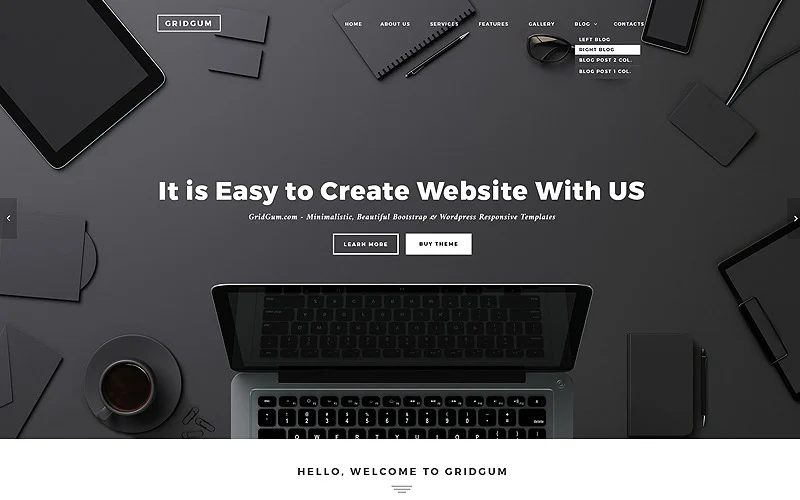 GRIDGUM
HOME ABOUT US SERVICES FEATURES GALLERY BLOG CONTACTS
LEFT BLOG
RIGHT BLOG
BLOG POST 2 COL.
BLOG POST 1 COL.
It is Easy to Create Website With US
GridGum.com - Minimalistic, Beautiful Bootstrap & Wordpress Responsive Templates
LEARN MORE BUY THEME
HELLO, WELCOME TO GRIDGUM